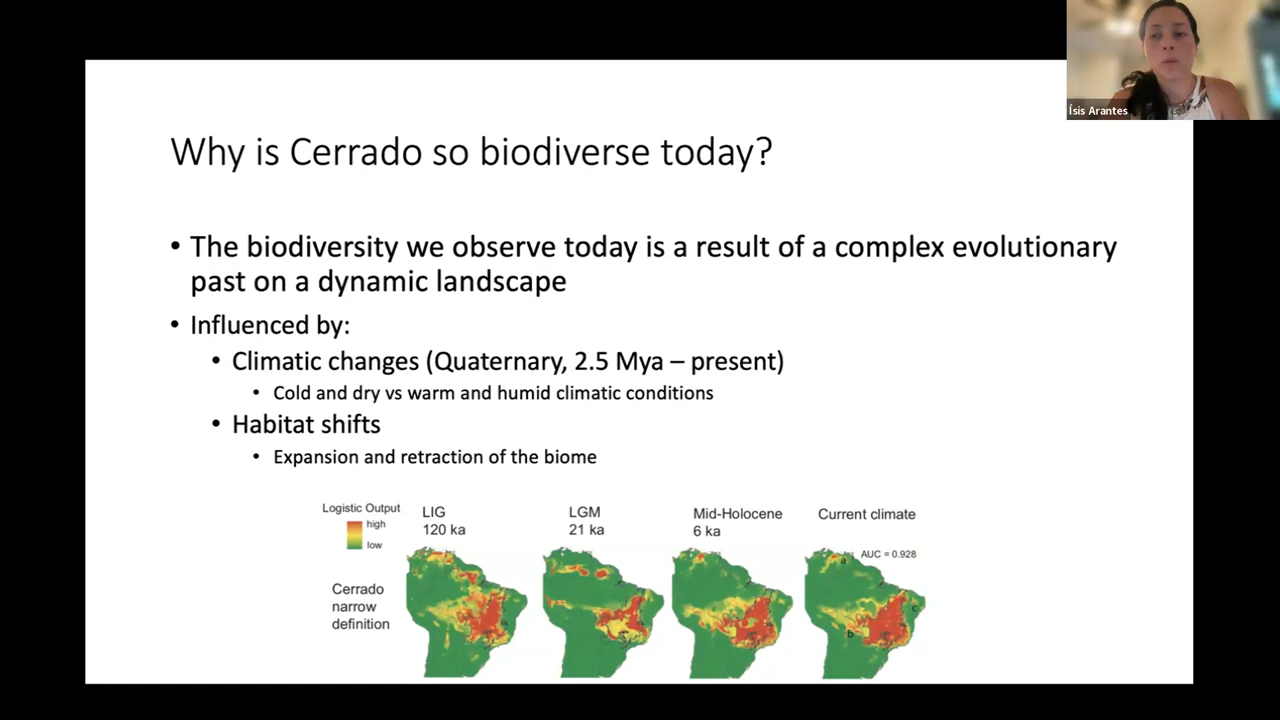 Ísis Arantes
Why is Cerrado so biodiverse today?
• The biodiversity we observe today is a result of a complex evolutionary
past on a dynamic landscape
• Influenced by:
• Climatic changes (Quaternary, 2.5 Mya – present)
• Cold and dry vs warm and humid climatic conditions
• Habitat shifts
• Expansion and retraction of the biome
Logistic Output
high
low
LIG
120 ka
LGM
21 ka
Mid-Holocene
6 ka
Current climate
AUC = 0.928
Cerrado
narrow
definition
a
b
c